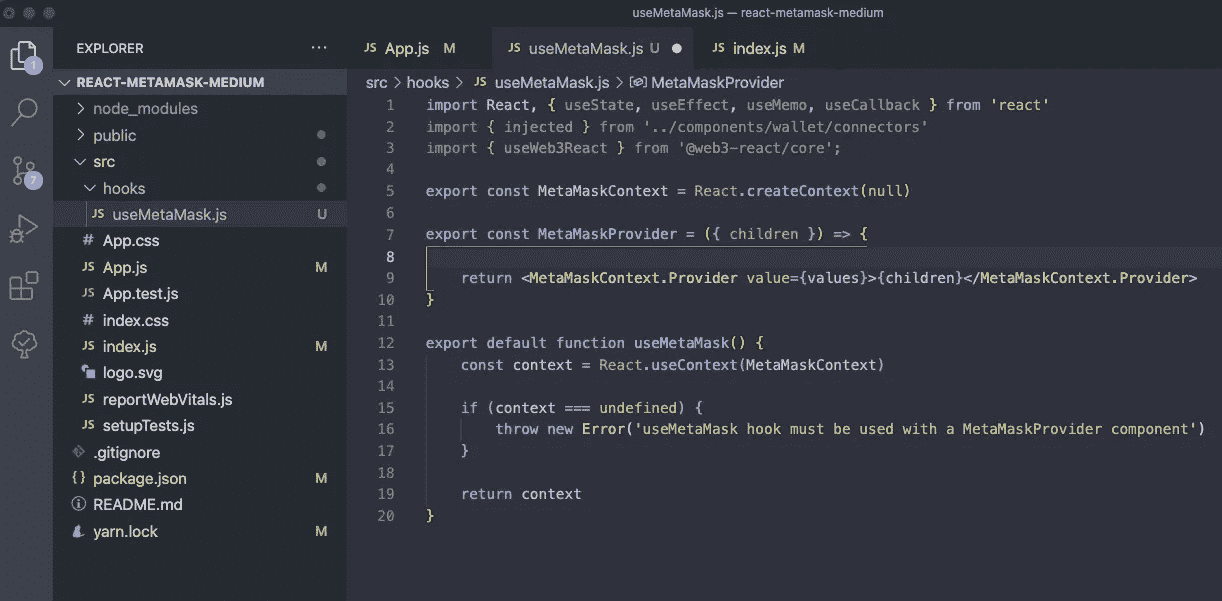 useMetaMask.js — react-metamask-medium
EXPLORER ...
JS App.js M JS useMetaMask.js U ● JS index.js M
REACT-METAMASK-MEDIUM
node_modules
public
src
hooks
JS useMetaMask.js U
# App.css
JS App.js M
JS App.test.js
# index.css
JS index.js M
logo.svg
JS reportWebVitals.js
JS setupTests.js
.gitignore
{} package.json M
README.md
yarn.lock M
1
7
src > hooks > JS useMetaMask.js > MetaMaskProvider
1 import React, { useState, useEffect, useMemo, useCallback } from 'react'
2 import { injected } from '../components/wallet/connectors'
3 import { useWeb3React } from '@web3-react/core';
4
5 export const MetaMaskContext = React.createContext(null)
6
7 export const MetaMaskProvider = ({ children }) => {
8
9 return <MetaMaskContext.Provider value={values}>{children}</MetaMaskContext.Provider>
10 }
11
12 export default function useMetaMask() {
13 const context = React.useContext(MetaMaskContext)
14
15 if (context === undefined) {
16 throw new Error('useMetaMask hook must be used with a MetaMaskProvider component')
17 }
18
19 return context
20 }